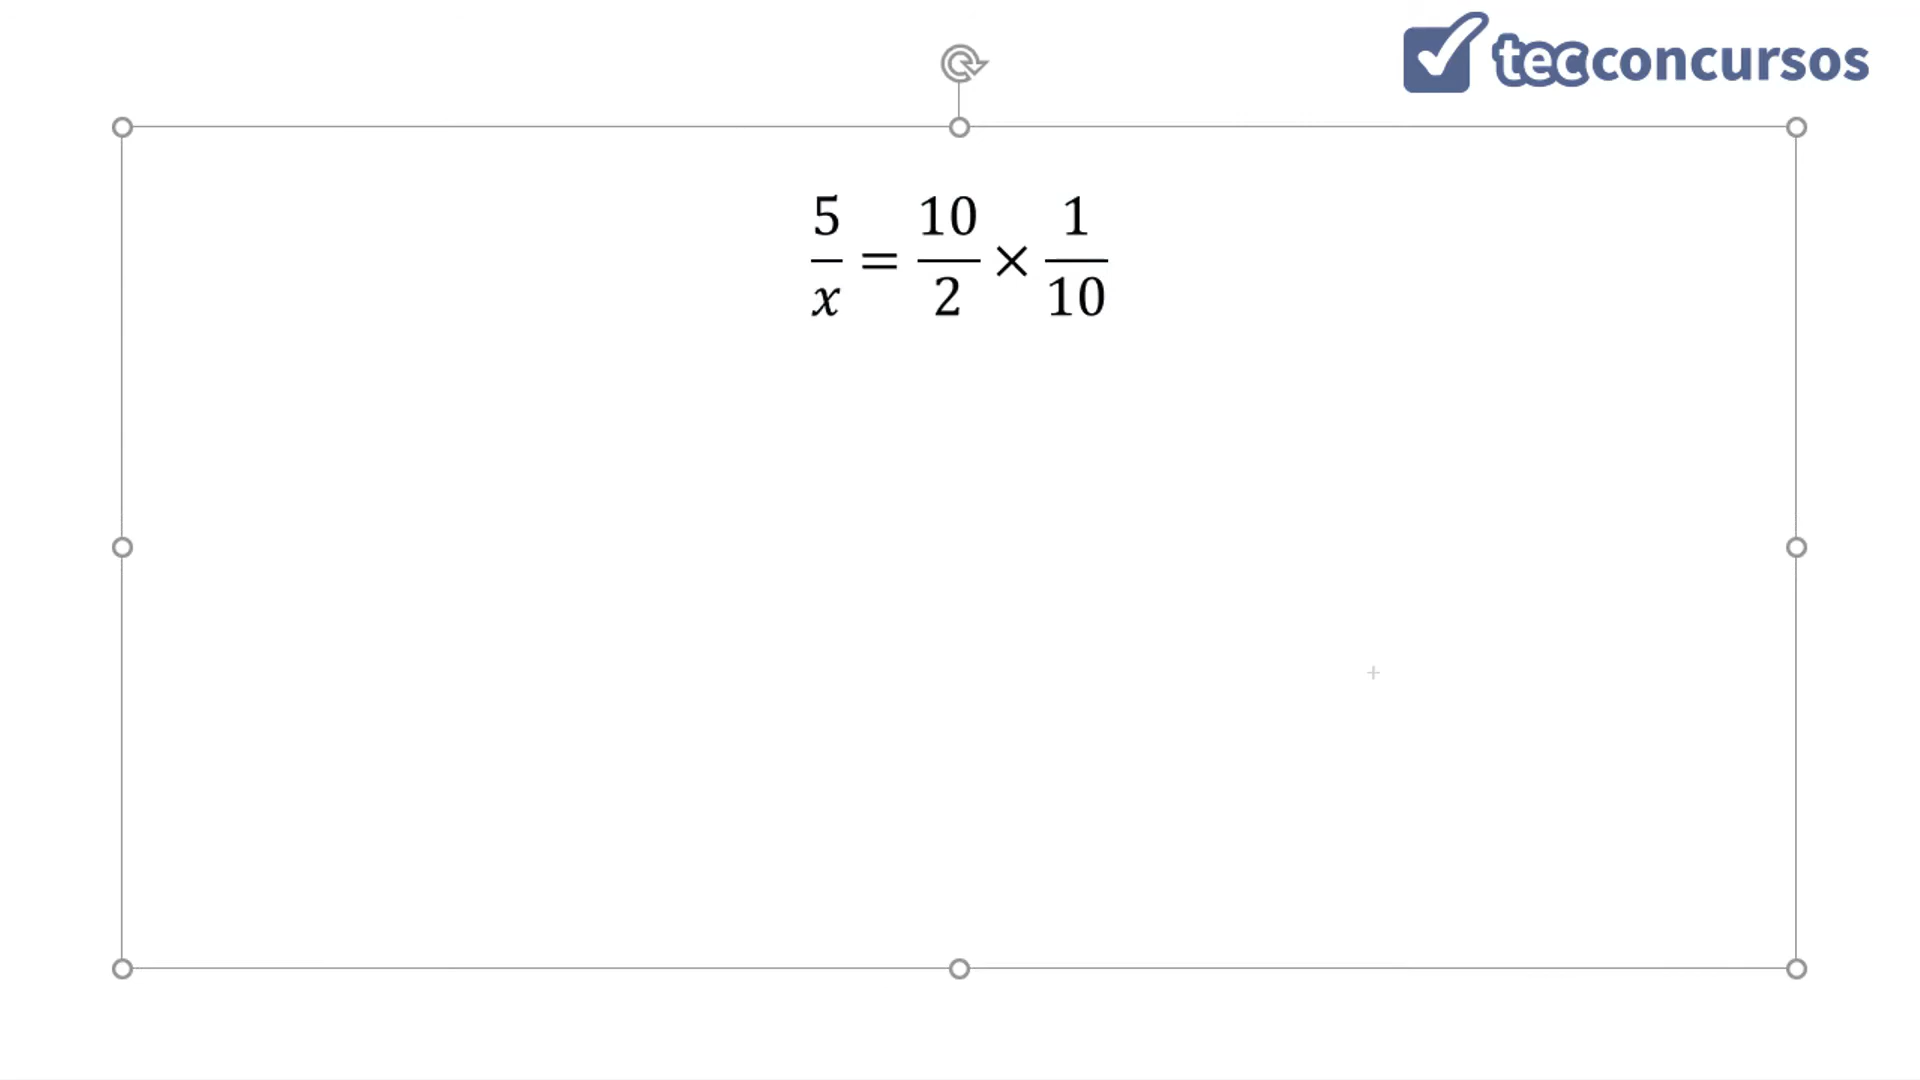 tecconcursos
5/x = 10/2 × 1/10